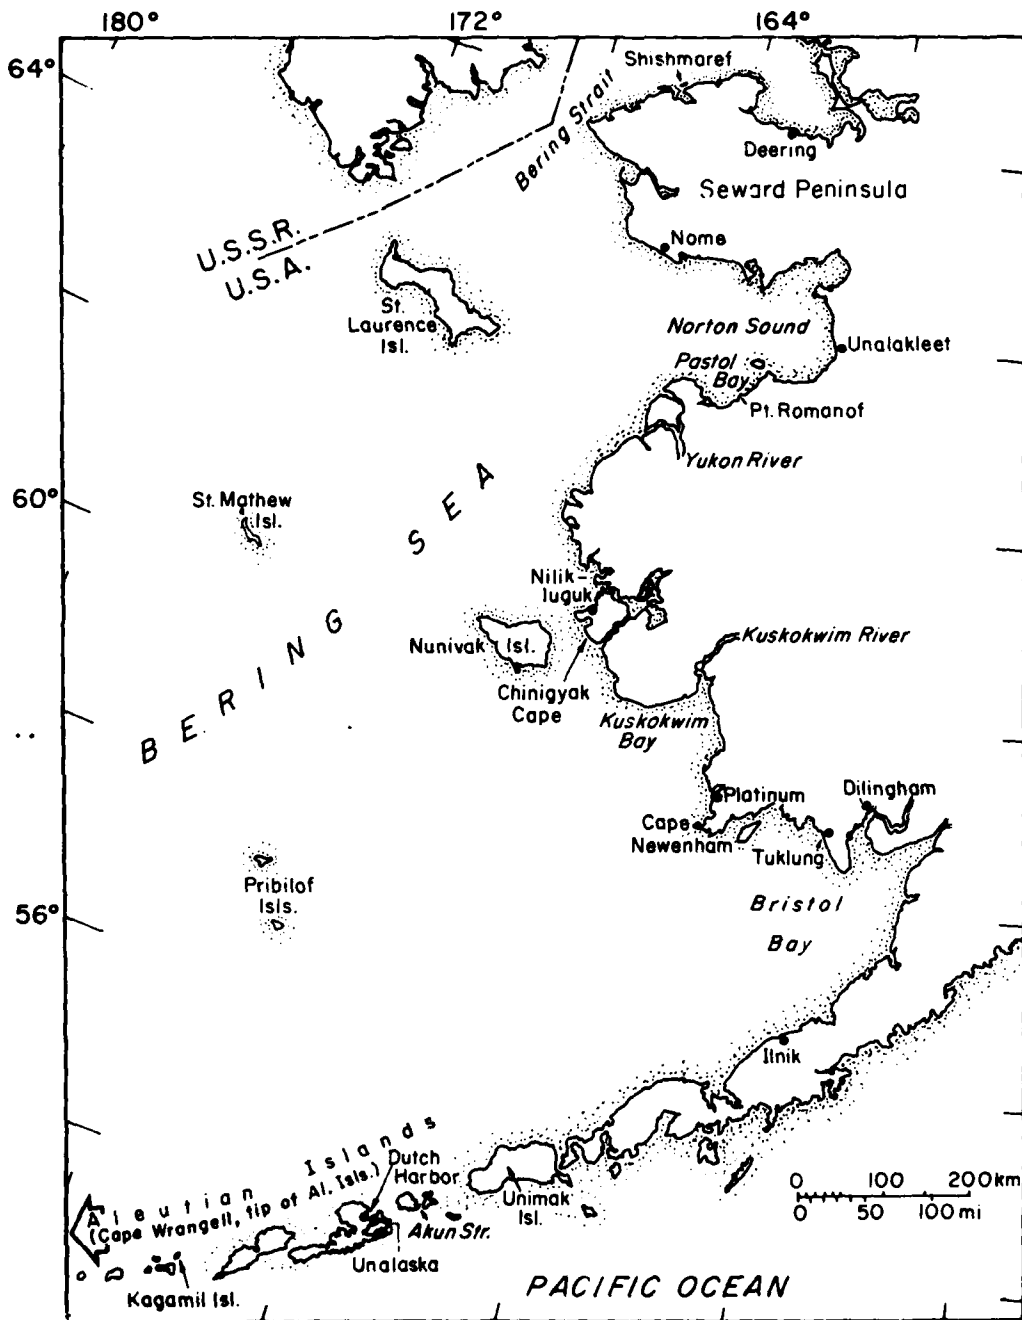 180°
172°
164°
64°
Shishmaref
Bering Strait
Deering
Seward Peninsula
U.S.S.R.
U.S.A.
Nome
St.
Laurence
Isl.
Norton Sound
Unalakleet
Pastol
Bay
Pt. Romanof
Yukon River
60°
St. Mathew
Isl.
BERING SEA
Nilik-
luguk
Nunivak Isl.
Kuskokwim River
Chinigyak
Cape
Kuskokwim
Bay
Platinum
Dilingham
Cape
Newenham
Tuklung
Pribilof
Isls.
56°
Bristol
Bay
Ilnik
Aleutian Islands
(Cape Wrangell, tip of Al. Isls.)
Dutch
Harbor
Unimak
Isl.
Akun Str.
Unalaska
Kagamil Isl.
0 100 200 km
0 50 100 mi
PACIFIC OCEAN